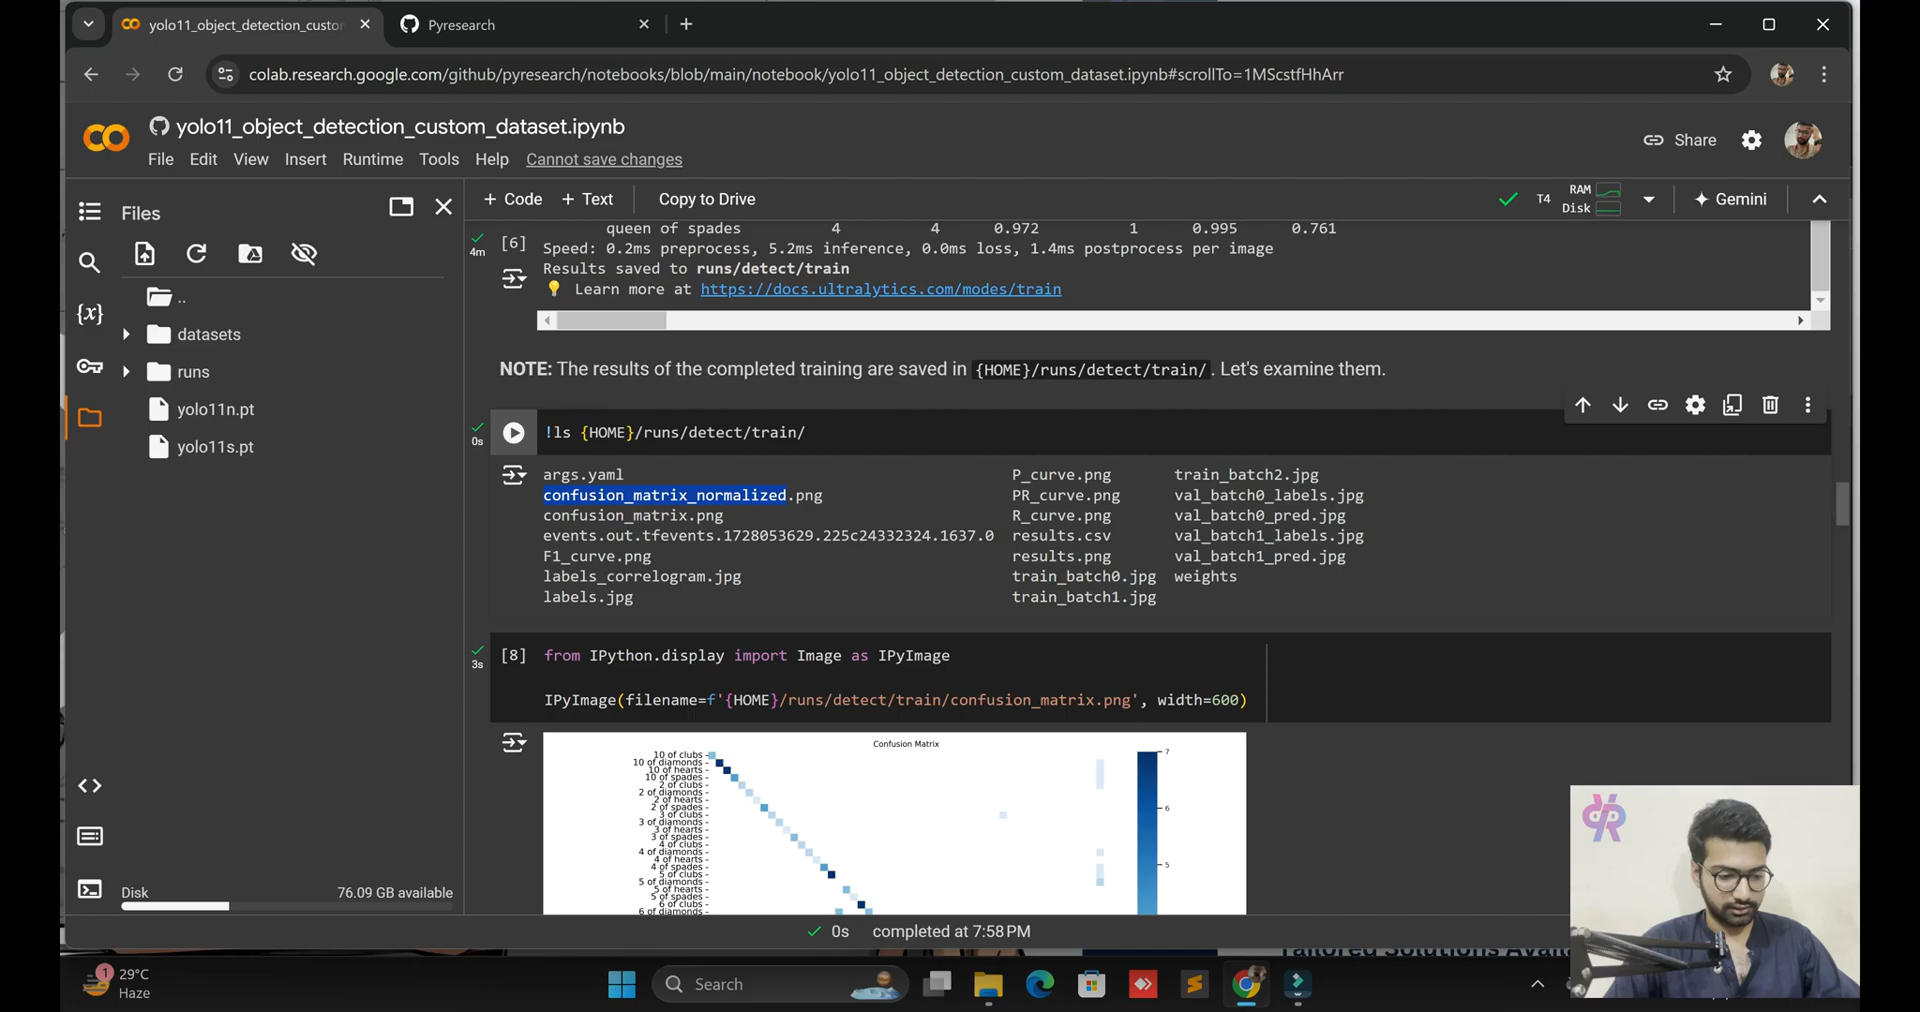 yolo11_object_detection_custo
Pyresearch
colab.research.google.com/github/pyresearch/notebooks/blob/main/notebook/yolo11_object_detection_custom_dataset.ipynb#scrollTo=1MScstfHhArr
yolo11_object_detection_custom_dataset.ipynb
File Edit View Insert Runtime Tools Help Cannot save changes
Share
Files
+ Code + Text Copy to Drive
T4 RAM Disk
Gemini
..
datasets
runs
yolo11n.pt
yolo11s.pt
Disk 76.09 GB available
4m
[6]
queen of spades 4 4 0.972 1 0.995 0.761
Speed: 0.2ms preprocess, 5.2ms inference, 0.0ms loss, 1.4ms postprocess per image
Results saved to runs/detect/train
💡 Learn more at https://docs.ultralytics.com/modes/train
NOTE: The results of the completed training are saved in {HOME}/runs/detect/train/. Let's examine them.
0s
!ls {HOME}/runs/detect/train/
args.yaml P_curve.png train_batch2.jpg
confusion_matrix_normalized.png PR_curve.png val_batch0_labels.jpg
confusion_matrix.png R_curve.png val_batch0_pred.jpg
events.out.tfevents.1728053629.225c24332324.1637.0 results.csv val_batch1_labels.jpg
F1_curve.png results.png val_batch1_pred.jpg
labels_correlogram.jpg train_batch0.jpg weights
labels.jpg train_batch1.jpg
3s
[8] from IPython.display import Image as IPyImage
IPyImage(filename=f'{HOME}/runs/detect/train/confusion_matrix.png', width=600)
Confusion Matrix
10 of clubs
10 of diamonds
10 of hearts
10 of spades
2 of clubs
2 of diamonds
2 of hearts
2 of spades
3 of clubs
3 of diamonds
3 of hearts
3 of spades
4 of clubs
4 of diamonds
4 of hearts
4 of spades
5 of clubs
5 of diamonds
5 of hearts
5 of spades
6 of clubs
6 of diamonds
7
6
5
0s completed at 7:58 PM
1
29°C
Haze
Search